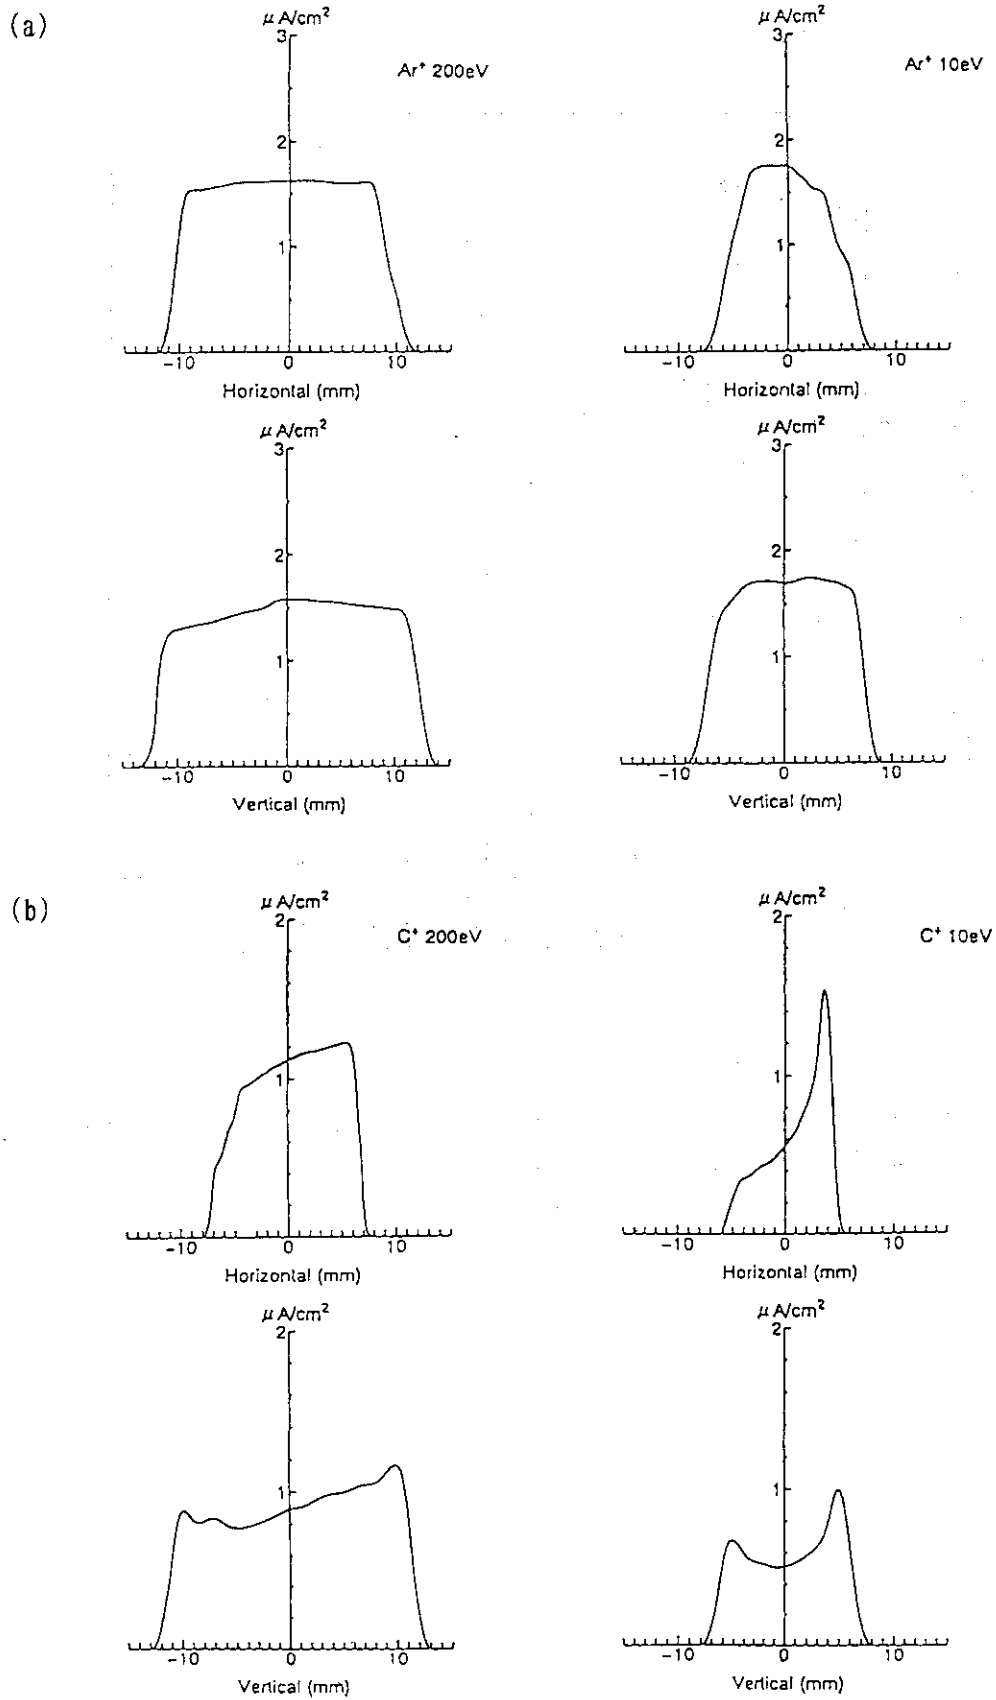 (a)
μA/cm²
3
Ar⁺ 200eV
2
1
-10 0 10
Horizontal (mm)
μA/cm²
3
Ar⁺ 10eV
2
1
-10 0 10
Horizontal (mm)
μA/cm²
3
2
1
-10 0 10
Vertical (mm)
μA/cm²
3
2
1
-10 0 10
Vertical (mm)
(b)
μA/cm²
2
C⁺ 200eV
1
-10 0 10
Horizontal (mm)
μA/cm²
2
C⁺ 10eV
1
-10 0 10
Horizontal (mm)
μA/cm²
2
1
-10 0 10
Vertical (mm)
μA/cm²
2
1
-10 0 10
Vertical (mm)